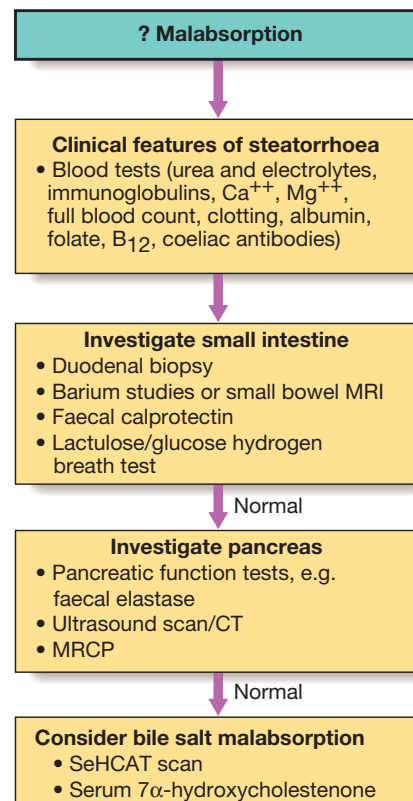 ? Malabsorption
Clinical features of steatorrhoea
• Blood tests (urea and electrolytes,
immunoglobulins, Ca++, Mg++,
full blood count, clotting, albumin,
folate, B12, coeliac antibodies)
Investigate small intestine
• Duodenal biopsy
• Barium studies or small bowel MRI
• Faecal calprotectin
• Lactulose/glucose hydrogen
breath test
Normal
Investigate pancreas
• Pancreatic function tests, e.g.
faecal elastase
• Ultrasound scan/CT
• MRCP
Normal
Consider bile salt malabsorption
• SeHCAT scan
• Serum 7α-hydroxycholestenone